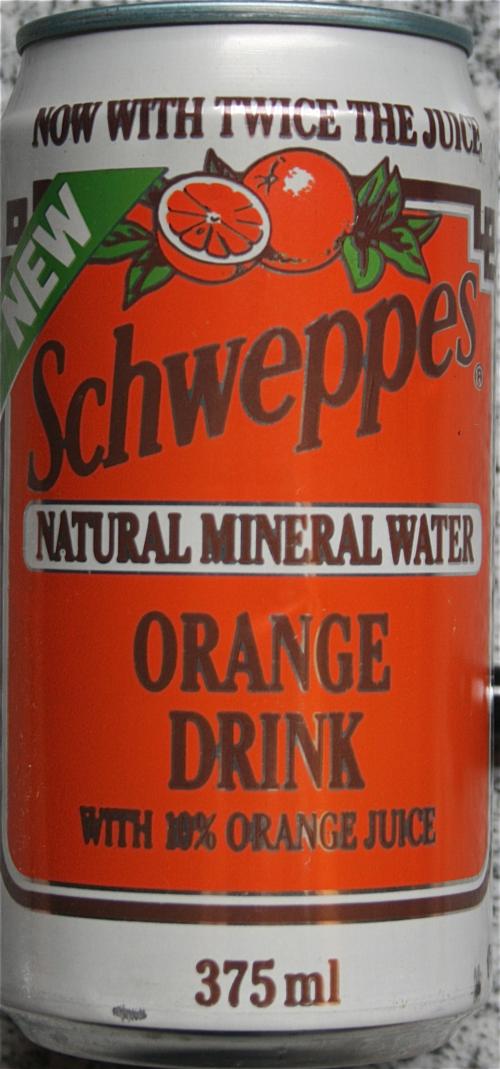 NOW WITH TWICE THE JUICE
NEW
Schweppes®
NATURAL MINERAL WATER
ORANGE
DRINK
WITH 10% ORANGE JUICE
375 ml